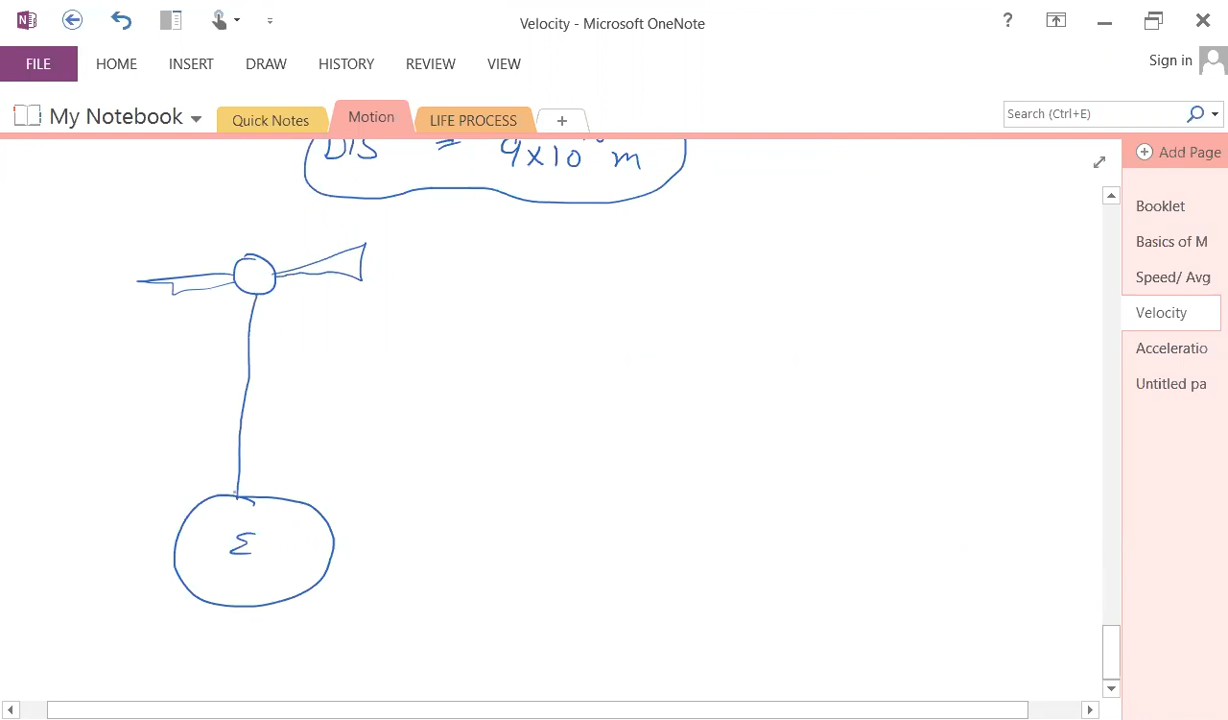 Velocity - Microsoft OneNote
?
Sign in
FILE HOME INSERT DRAW HISTORY REVIEW VIEW
My Notebook Quick Notes Motion LIFE PROCESS +
Search (Ctrl+E)
Add Page
Booklet
Basics of M
Speed/ Avg
Velocity
Acceleratio
Untitled pa
DIS = 9x10 m
Σ